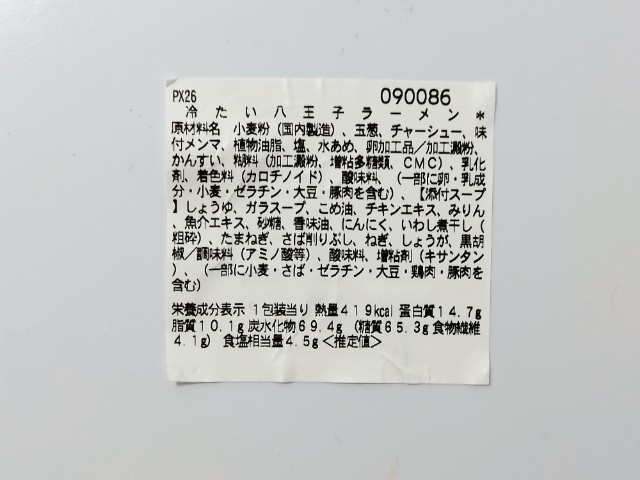 PX26 090086
冷たい八王子ラーメン *
原材料名 小麦粉(国内製造)、玉葱、チャーシュー、味
付メンマ、植物油脂、塩、水あめ、卵加工品/加工澱粉、
かんすい、粘料(加工澱粉、増粘多糖類、CMC)、乳化
剤、着色料(カロチノイド)、酸味料、(一部に卵・乳成
分・小麦・ゼラチン・大豆・豚肉を含む)、【添付スープ
】しょうゆ、ガラスープ、こめ油、チキンエキス、みりん
、魚介エキス、砂糖、香味油、にんにく、いわし煮干し(
粗砕)、たまねぎ、さば削りぶし、ねぎ、しょうが、黒胡
椒/調味料(アミノ酸等)、酸味料、増粘剤(キサンタン
)、(一部に小麦・さば・ゼラチン・大豆・鶏肉・豚肉を
含む)
栄養成分表示 1包装当り 熱量419kcal 蛋白質14.7g
脂質10.1g 炭水化物69.4g (糖質65.3g 食物繊維
4.1g) 食塩相当量4.5g<推定値>